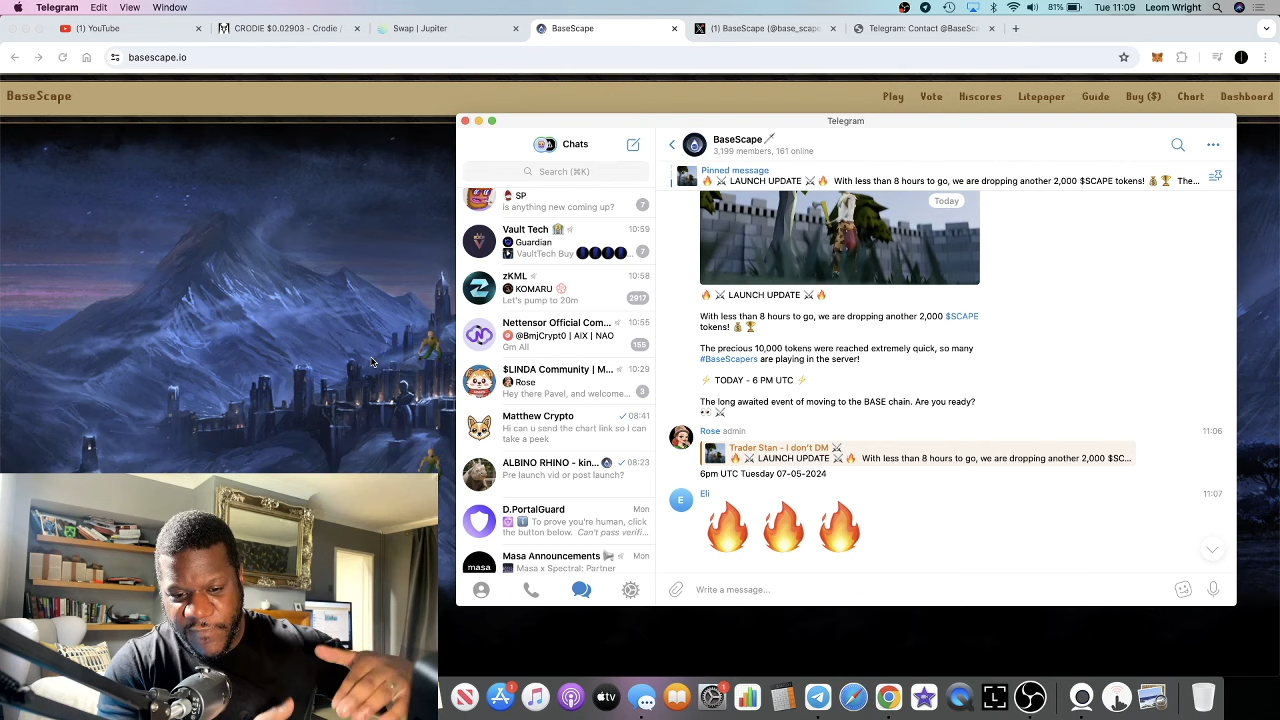 Telegram Edit View Window 81% Tue 11:09 Leom Wright
(1) YouTube
CRODIE $0.02903 - Crodie /
Swap | Jupiter
BaseScape
(1) BaseScape (@base_scape
Telegram: Contact @BaseSc
basescape.io
BaseScape
Play Vote Hiscores Litepaper Guide Buy ($) Chart Dashboard
Telegram
Chats
Search (⌘K)
SP
is anything new coming up?
7
Vault Tech 10:59
Guardian
VaultTech Buy
7
zKML 10:58
KOMARU
Let's pump to 20m
2917
Nettensor Official Com... 10:55
@BmjCrypt0 | AIX | NAO
Gm All
155
$LINDA Community | M... 10:29
Rose
Hey there Pavel, and welcome...
3
Matthew Crypto 08:41
Hi can u send the chart link so I can
take a peek
ALBINO RHINO - kin... 08:23
Pre launch vid or post launch?
D.PortalGuard Mon
To prove you're human, click
the button below. Can't pass verifi...
Masa Announcements Mon
Masa x Spectral: Partner
masa
BaseScape🗡
3,199 members, 161 online
Pinned message
🔥 ⚔ LAUNCH UPDATE ⚔ 🔥 With less than 8 hours to go, we are dropping another 2,000 $SCAPE tokens! 💰 🏆 The...
Today
🔥 ⚔ LAUNCH UPDATE ⚔ 🔥
With less than 8 hours to go, we are dropping another 2,000 $SCAPE
tokens! 💰 🏆
The precious 10,000 tokens were reached extremely quick, so many
#BaseScapers are playing in the server!
⚡ TODAY - 6 PM UTC ⚡
The long awaited event of moving to the BASE chain. Are you ready?
👀 ⚔
Rose admin 11:06
Trader Stan - I don't DM ⚔
🔥 ⚔ LAUNCH UPDATE ⚔ 🔥 With less than 8 hours to go, we are dropping another 2,000 $SC...
6pm UTC Tuesday 07-05-2024
E
Eli 11:07
🔥 🔥 🔥
Write a message...
tv